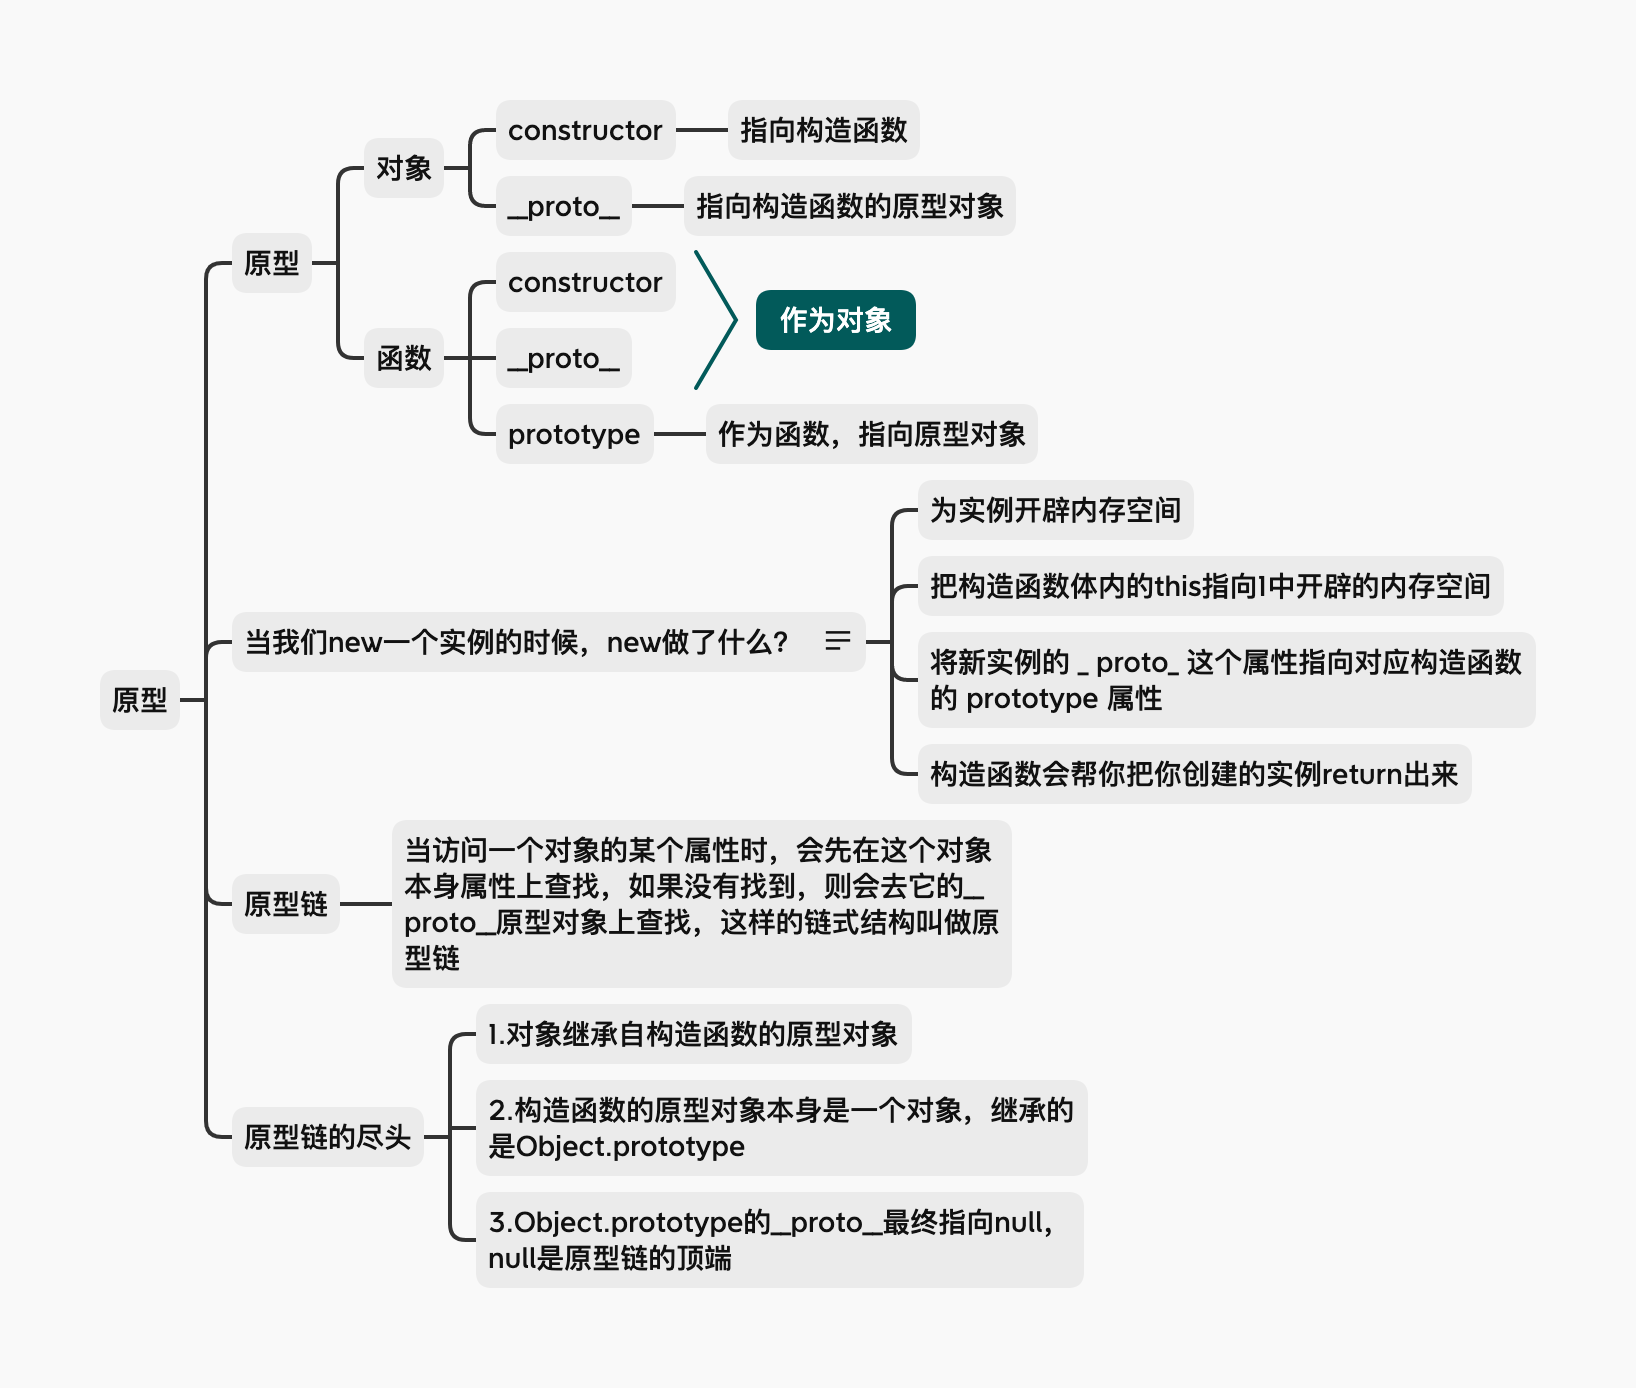 原型
原型
对象
constructor
指向构造函数
__proto__
指向构造函数的原型对象
函数
constructor
__proto__
作为对象
prototype
作为函数，指向原型对象
当我们new一个实例的时候，new做了什么？
为实例开辟内存空间
把构造函数体内的this指向1中开辟的内存空间
将新实例的 _ proto_ 这个属性指向对应构造函数
的 prototype 属性
构造函数会帮你把你创建的实例return出来
原型链
当访问一个对象的某个属性时，会先在这个对象
本身属性上查找，如果没有找到，则会去它的__
proto__原型对象上查找，这样的链式结构叫做原
型链
原型链的尽头
1.对象继承自构造函数的原型对象
2.构造函数的原型对象本身是一个对象，继承的
是Object.prototype
3.Object.prototype的__proto__最终指向null，
null是原型链的顶端